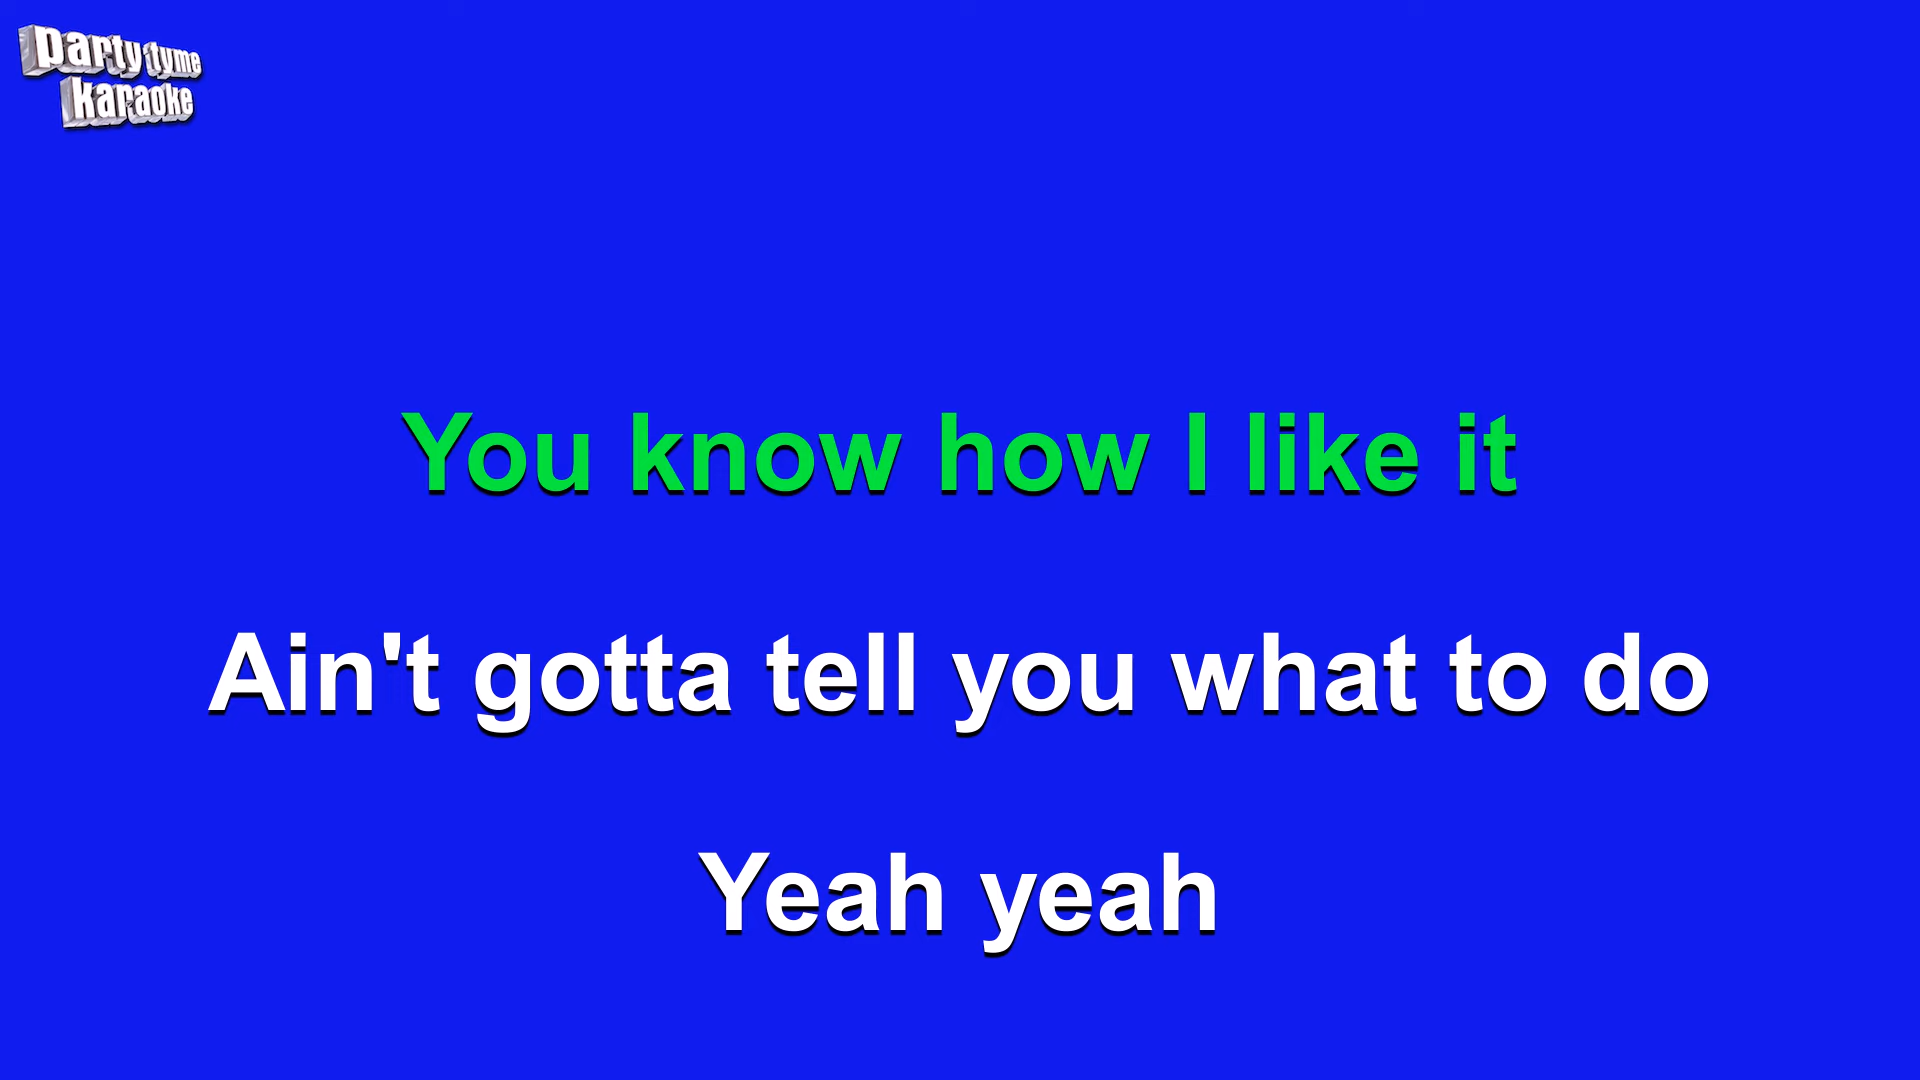 party tyme
karaoke
You know how I like it
Ain't gotta tell you what to do
Yeah yeah